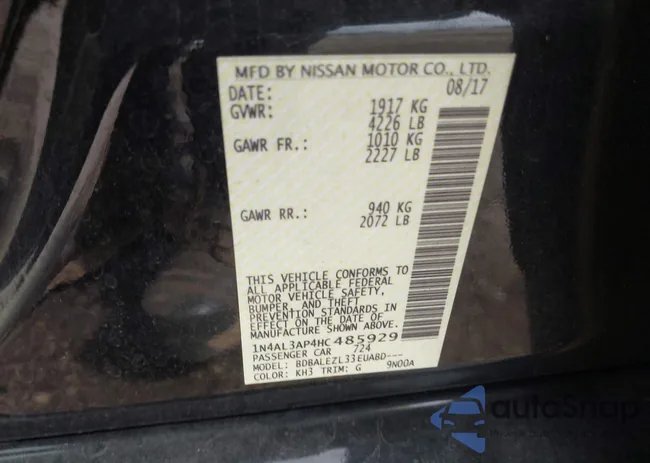 MFD BY NISSAN MOTOR CO., LTD.
DATE: 08/17
GVWR: 1917 KG
4226 LB
GAWR FR.: 1010 KG
2227 LB
GAWR RR.: 940 KG
2072 LB
THIS VEHICLE CONFORMS TO
ALL APPLICABLE FEDERAL
MOTOR VEHICLE SAFETY,
BUMPER, AND THEFT
PREVENTION STANDARDS IN
EFFECT ON THE DATE OF
MANUFACTURE SHOWN ABOVE.
1N4AL3AP4HC485929
PASSENGER CAR 724
MODEL: BDBALEZL33EUABD---
COLOR: KH3 TRIM: G 9N00A
autoSnap